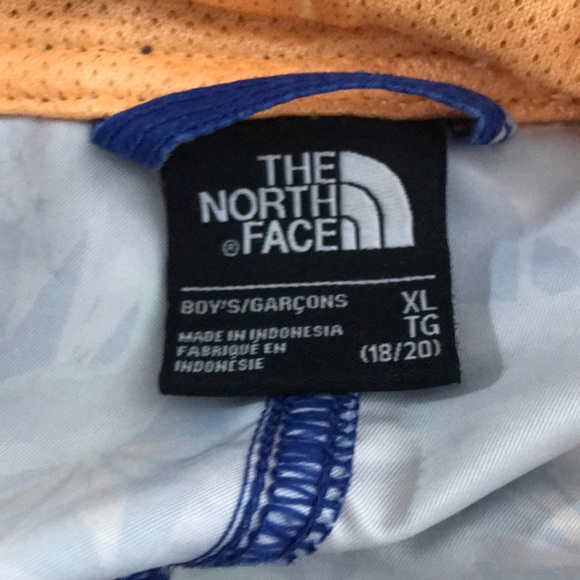 THE
NORTH
® FACE
BOY'S/GARÇONS
XL
TG
(18/20)
MADE IN INDONESIA
FABRIQUÉ EN
INDONÉSIE